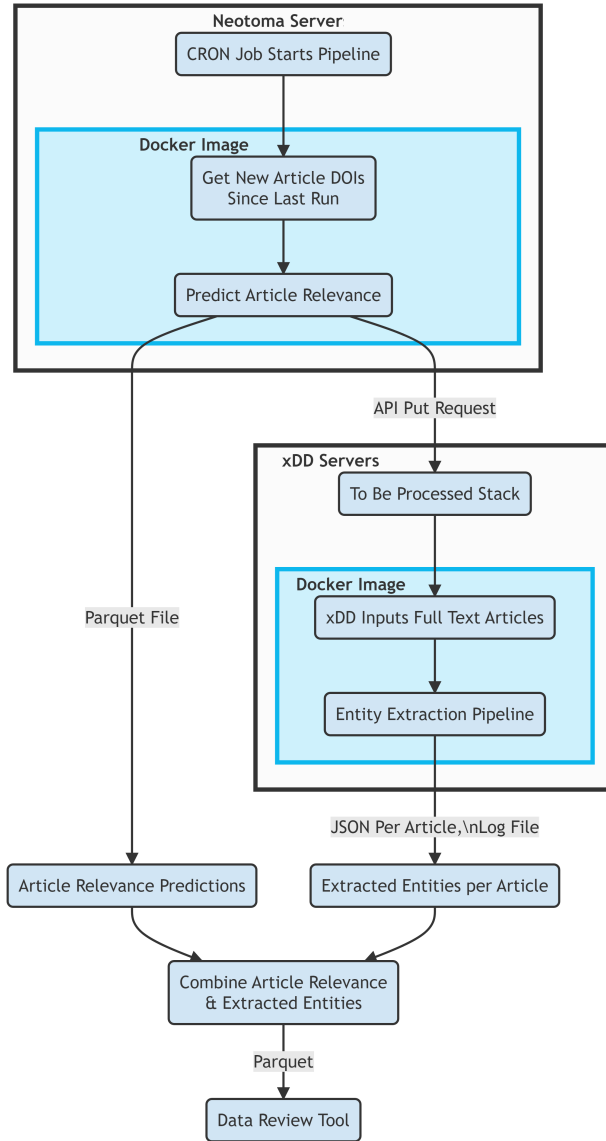 Neotoma Server
CRON Job Starts Pipeline
Docker Image
Get New Article DOIs
Since Last Run
Predict Article Relevance
API Put Request
xDD Servers
To Be Processed Stack
Docker Image
xDD Inputs Full Text Articles
Parquet File
Entity Extraction Pipeline
JSON Per Article,\nLog File
Article Relevance Predictions
Extracted Entities per Article
Combine Article Relevance
& Extracted Entities
Parquet
Data Review Tool